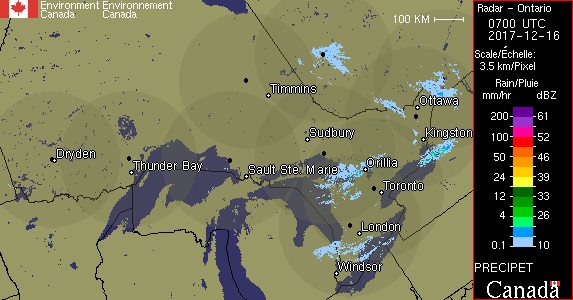 Environment Environnement
Canada Canada
100 KM
Timmins
Ottawa
Sudbury
Kingston
Dryden
Thunder Bay
Sault Ste. Marie
Orillia
Toronto
London
Windsor
Radar - Ontario
0700 UTC
2017-12-16
Scale/Échelle:
3.5 km/Pixel
Rain/Pluie
mm/hr dBZ
200 61
100 52
50 46
24 39
12 33
4 26
0.1 10
PRECIPET
Canada